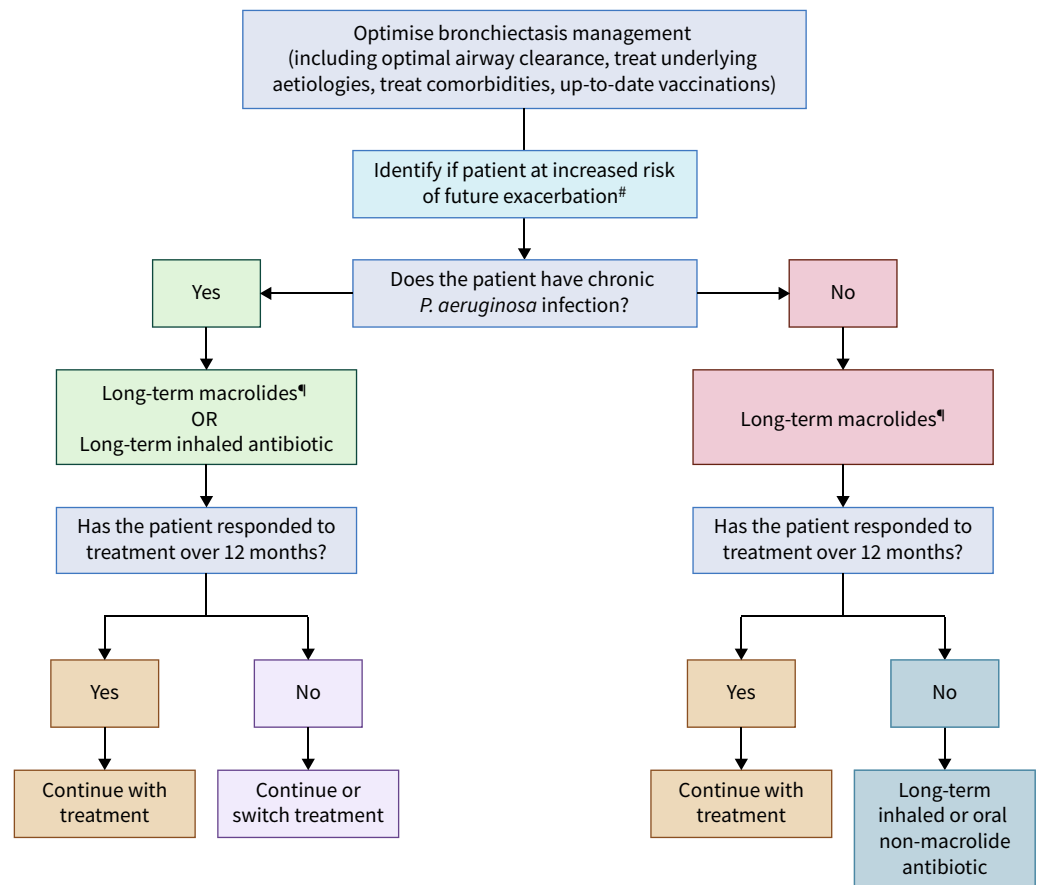 Optimise bronchiectasis management
(including optimal airway clearance, treat underlying
aetiologies, treat comorbidities, up-to-date vaccinations)
Identify if patient at increased risk
of future exacerbation#
Does the patient have chronic
P. aeruginosa infection?
Yes
No
Long-term macrolides¶
OR
Long-term inhaled antibiotic
Long-term macrolides¶
Has the patient responded to
treatment over 12 months?
Has the patient responded to
treatment over 12 months?
Yes
No
Yes
No
Continue with
treatment
Continue or
switch treatment
Continue with
treatment
Long-term
inhaled or oral
non-macrolide
antibiotic